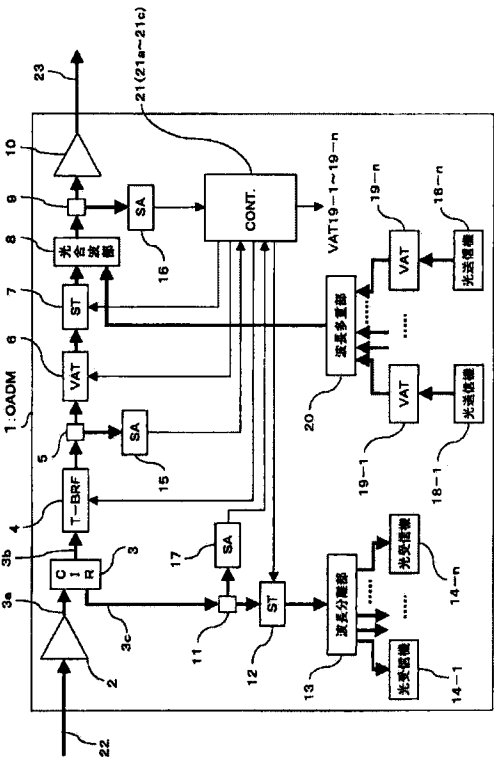 1:OADM
22
2
3a
CIR
3
3b
3c
T-BRF
4
5
SA
15
VAT
6
ST
7
光合波部
8
9
SA
16
10
23
CONT.
21(21a~21c)
VAT19-1~19-n
11
SA
17
ST
12
波長分離部
13
光受信機
14-1
......
光受信機
14-n
波長多重部
20
......
VAT
19-1
光送信機
18-1
......
VAT
19-n
光送信機
18-n